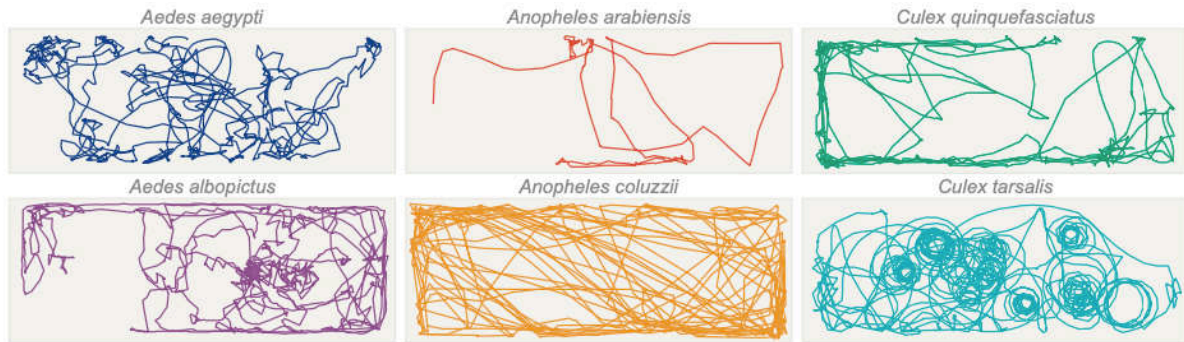 Aedes aegypti
Anopheles arabiensis
Culex quinquefasciatus
Aedes albopictus
Anopheles coluzzii
Culex tarsalis